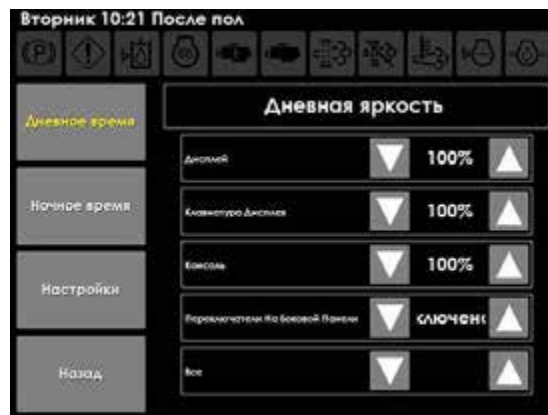 Вторник 10:21 После пол
Дневное время
Ночное время
Настройки
Назад
Дневная яркость
Дисплей
100%
Клавиатура Дисплея
100%
Консоль
100%
Переключатели На Боковой Панели
ключен
Все